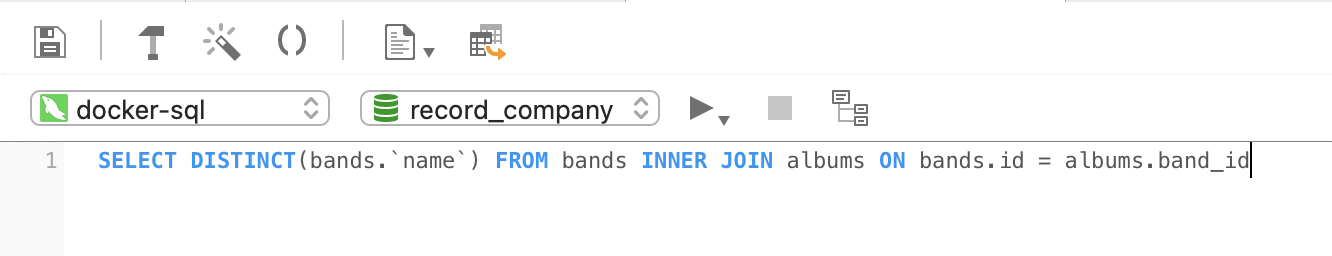 docker-sql record_company
1 SELECT DISTINCT(bands.`name`) FROM bands INNER JOIN albums ON bands.id = albums.band_id